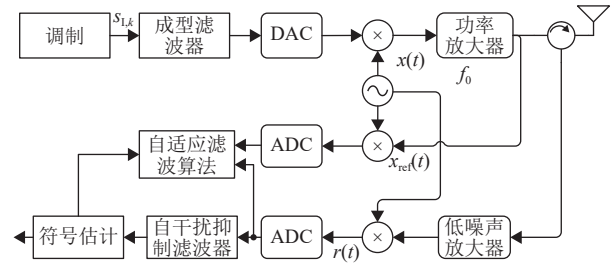 调制
s_{I,k}
成型滤
波器
DAC
×
x(t)
功率
放大器
f_0
自适应滤
波算法
ADC
×
x_{ref}(t)
符号估计
自干扰抑
制滤波器
ADC
r(t)
×
低噪声
放大器